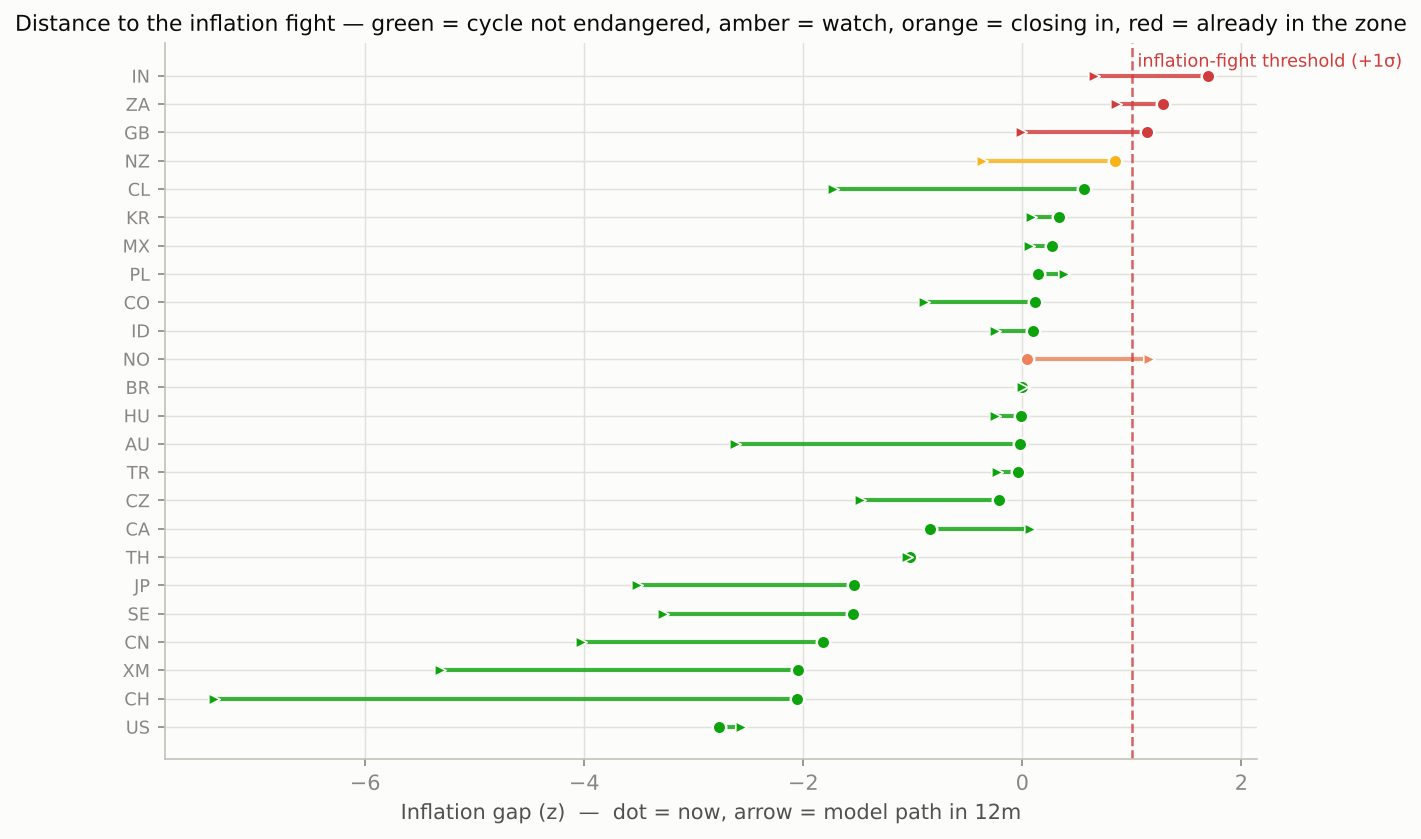 Distance to the inflation fight — green = cycle not endangered, amber = watch, orange = closing in, red = already in the zone
inflation-fight threshold (+1σ)
IN
ZA
GB
NZ
CL
KR
MX
PL
CO
ID
NO
BR
HU
AU
TR
CZ
CA
TH
JP
SE
CN
XM
CH
US
−6 −4 −2 0 2
Inflation gap (z) — dot = now, arrow = model path in 12m